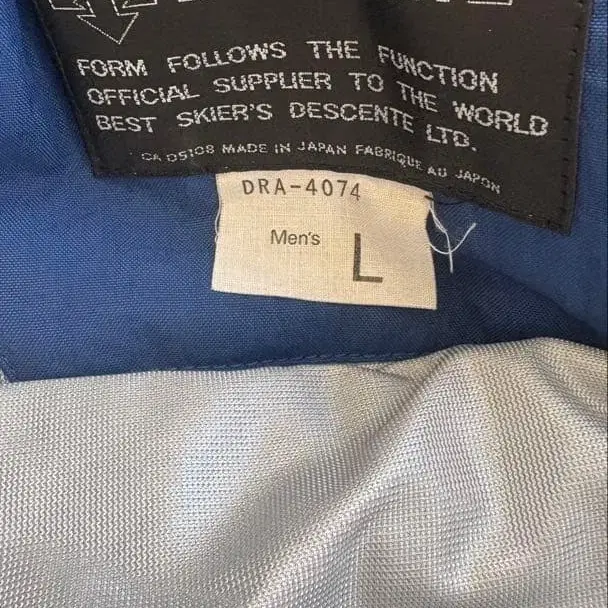 FORM FOLLOWS THE FUNCTION
OFFICIAL SUPPLIER TO THE WORLD
BEST SKIER'S DESCENTE LTD.
CA 05108 MADE IN JAPAN FABRIQUE AU JAPON
DRA-4074
Men's
L